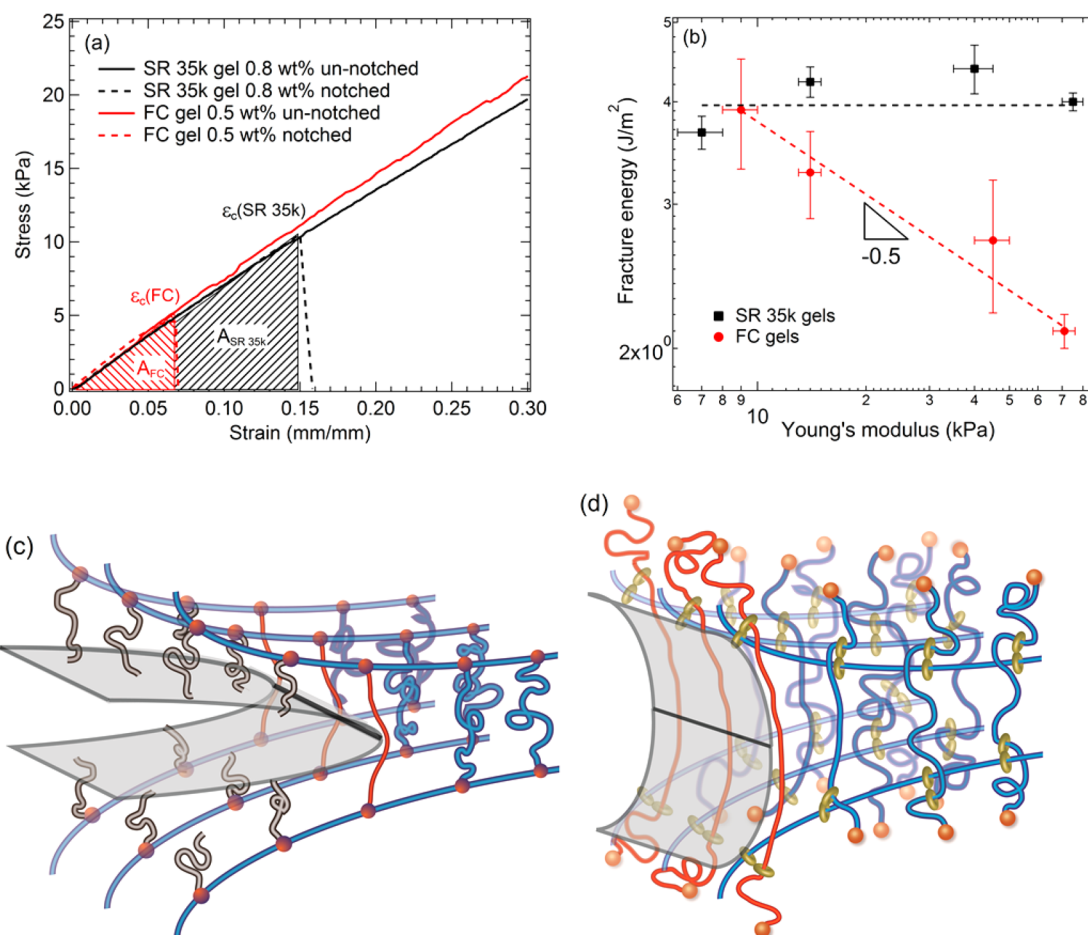 (a)
SR 35k gel 0.8 wt% un-notched
SR 35k gel 0.8 wt% notched
FC gel 0.5 wt% un-notched
FC gel 0.5 wt% notched
25
20
15
10
5
0
Stress (kPa)
εc(SR 35k)
εc(FC)
ASR 35k
AFC
0.00 0.05 0.10 0.15 0.20 0.25 0.30
Strain (mm/mm)
(b)
5
4
3
2x10⁰
Fracture energy (J/m²)
-0.5
SR 35k gels
FC gels
6 7 8 9 10 2 3 4 5 6 7 8
Young's modulus (kPa)
(c)
(d)